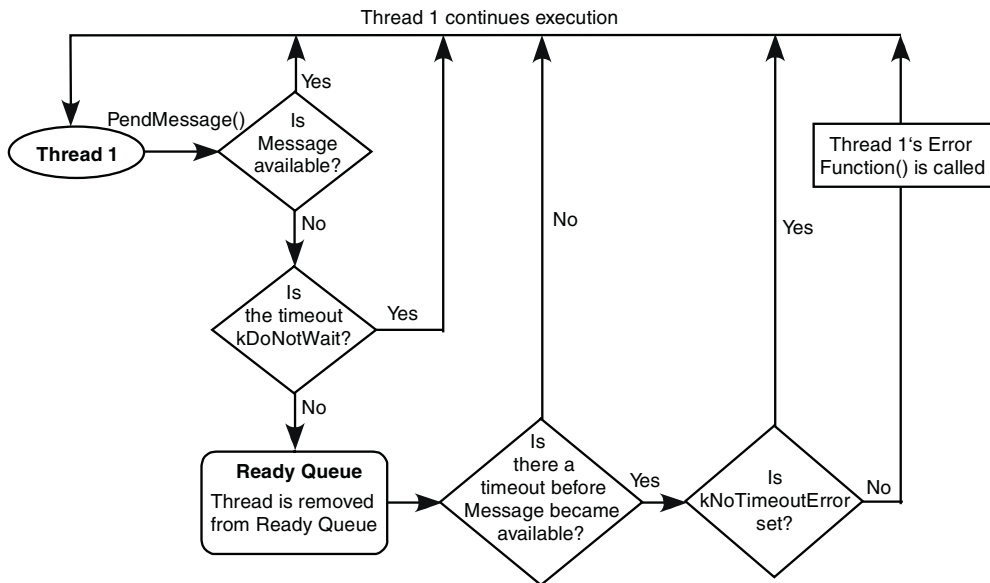 Thread 1 continues execution
Yes
PendMessage()
Is
Message
available?
Thread 1
Thread 1‘s Error
Function() is called
No
No
Yes
Is
the timeout
kDoNotWait?
Yes
No
Ready Queue
Thread is removed
from Ready Queue
Is
there a
timeout before
Message became
available?
Yes
Is
kNoTimeoutError
set?
No